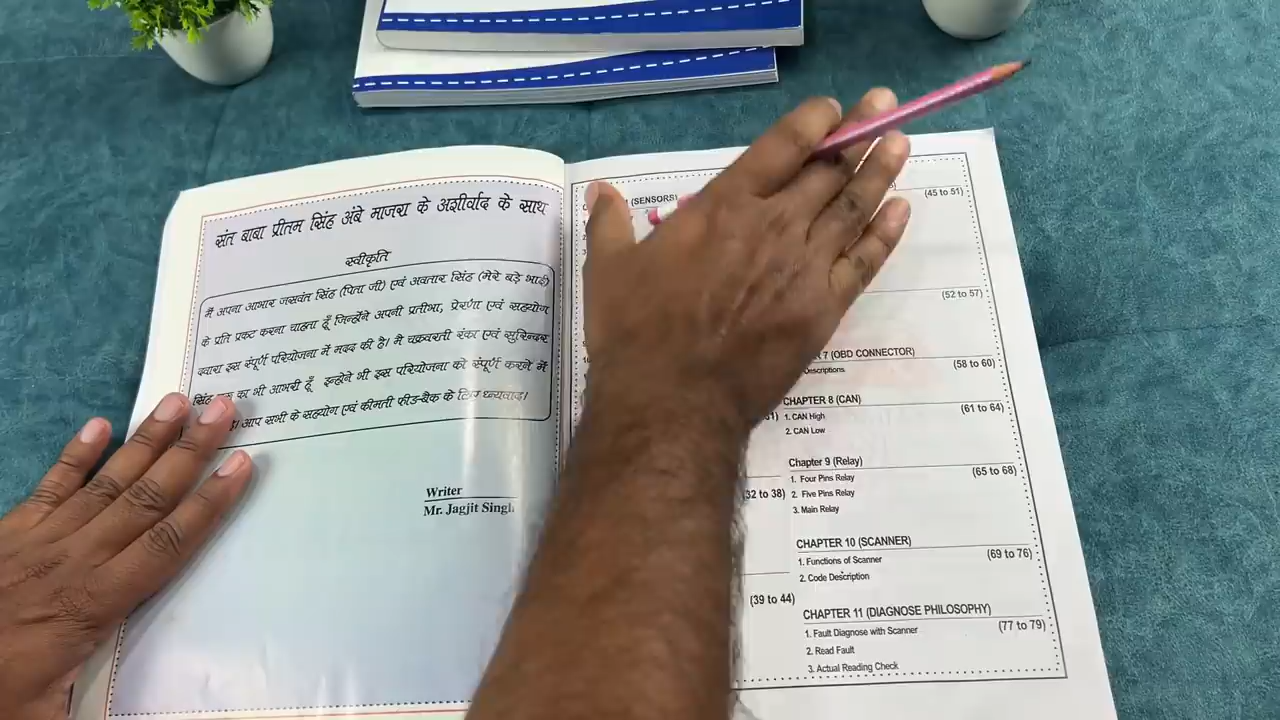 संत बाबा प्रीतम सिंह अंबे माजरा के अशीर्वाद के साथ
स्वीकृति
मैं अपना आभार जसवंत सिंह (पिता जी) एवं अवतार सिंह (मेरे बड़े भाई)
के प्रति प्रकट करना चाहता हूँ जिन्होंने अपनी प्रतीभा, प्रेरणा एवं सहयोग
द्वारा इस संपूर्ण परियोजना में मदद की है। मै चक्रवरती रंका एवं सुरिन्दर
सिंह का भी आभरी हूँ इन्होने भी इस परियोजना को संपूर्ण करने में
है। आप सभी के सहयोग एवं कीमती फीड-बैक के लिए धन्यवाद।
Writer
Mr. Jagjit Singh
(SENSORS)
(45 to 51)
(52 to 57)
7 (OBD CONNECTOR)
(58 to 60)
CHAPTER 8 (CAN)
(61 to 64)
1. CAN High
2. CAN Low
Chapter 9 (Relay)
(65 to 68)
1. Four Pins Relay
2. Five Pins Relay
3. Main Relay
(32 to 38)
CHAPTER 10 (SCANNER)
(69 to 76)
1. Functions of Scanner
2. Code Description
(39 to 44)
CHAPTER 11 (DIAGNOSE PHILOSOPHY)
(77 to 79)
1. Fault Diagnose with Scanner
2. Read Fault
3. Actual Reading Check